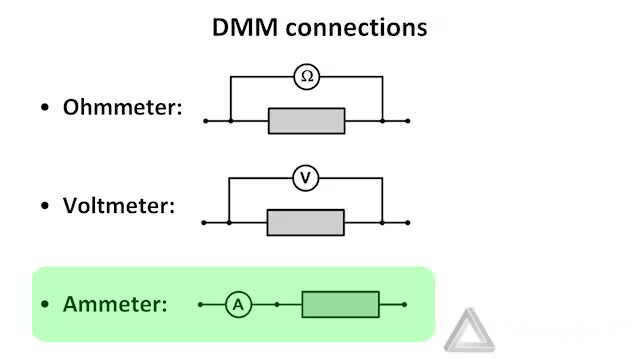 DMM connections
Ω
• Ohmmeter:
V
• Voltmeter:
• Ammeter:
A